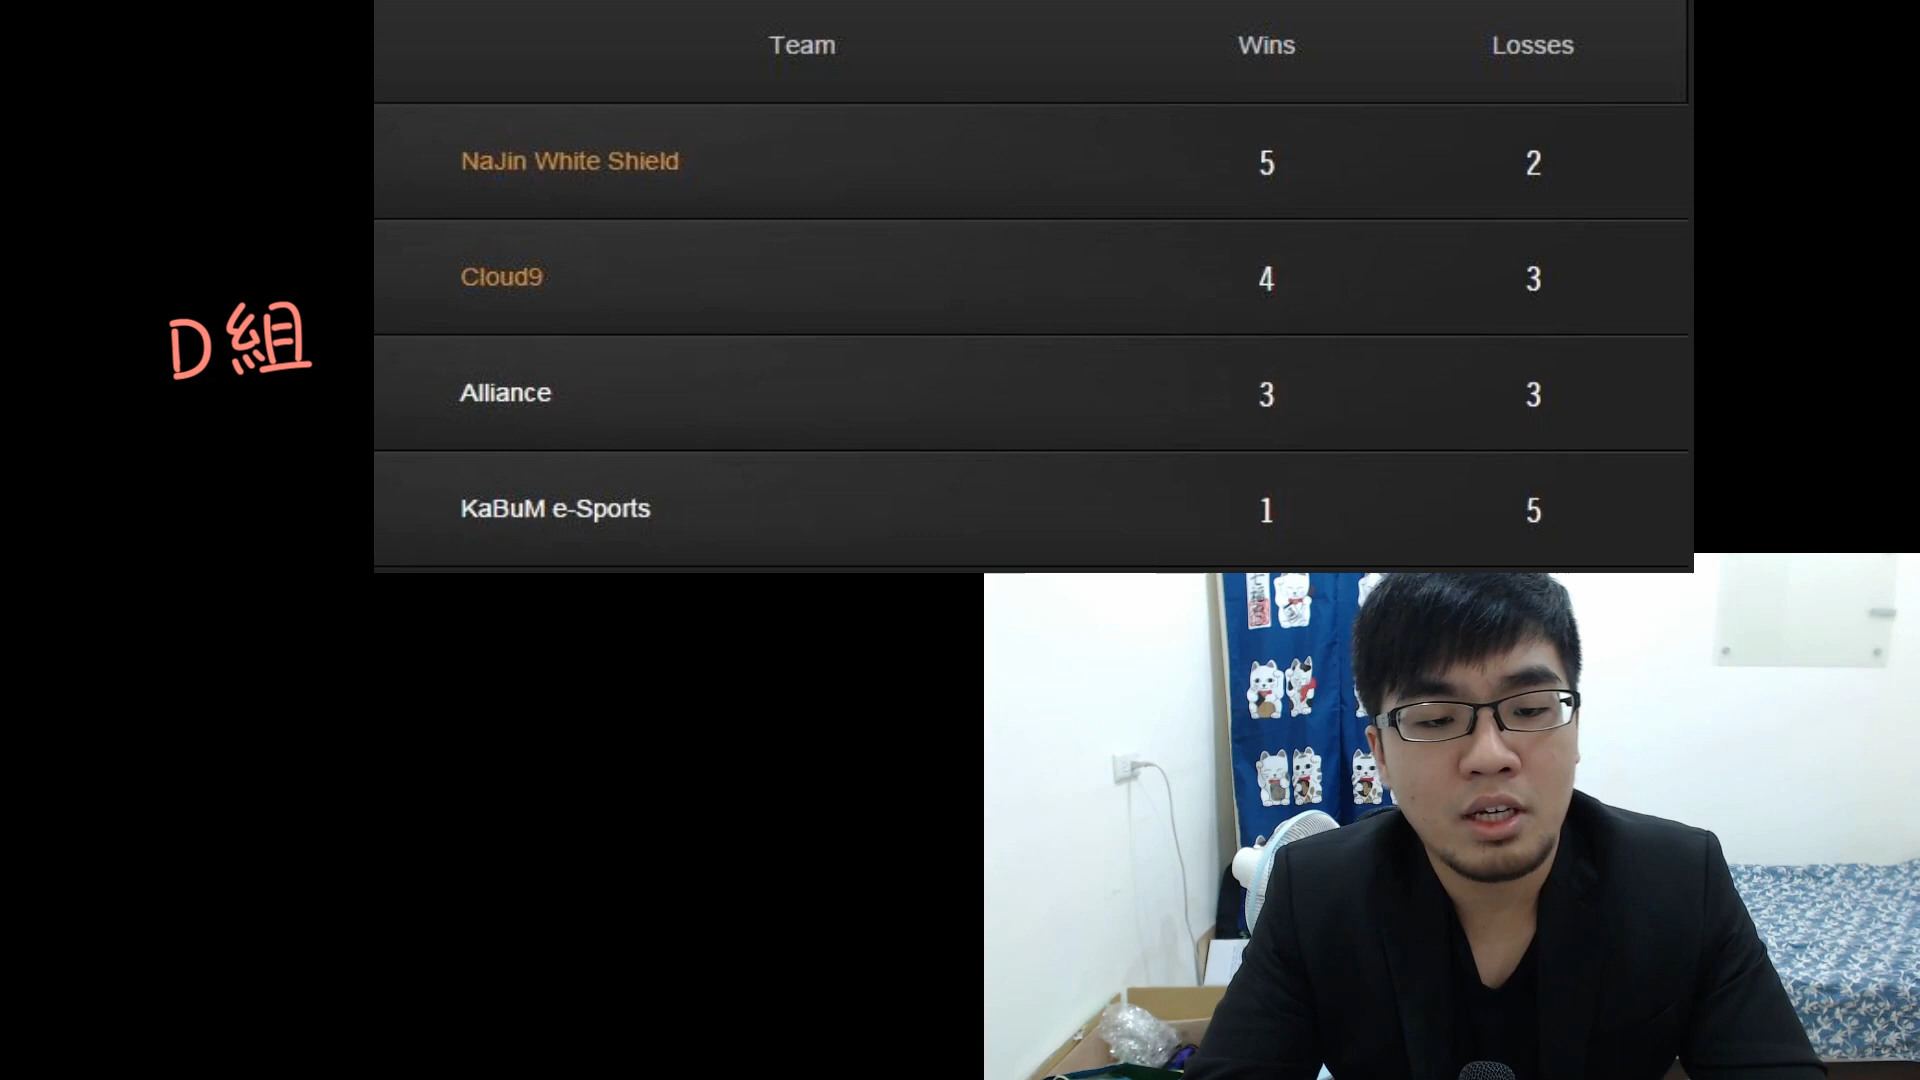 Team Wins Losses
NaJin White Shield 5 2
Cloud9 4 3
D組
Alliance 3 3
KaBuM e-Sports 1 5